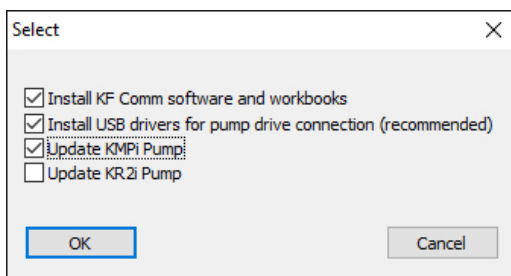 Select
Install KF Comm software and workbooks
Install USB drivers for pump drive connection (recommended)
Update KMPi Pump
Update KR2i Pump
OK Cancel